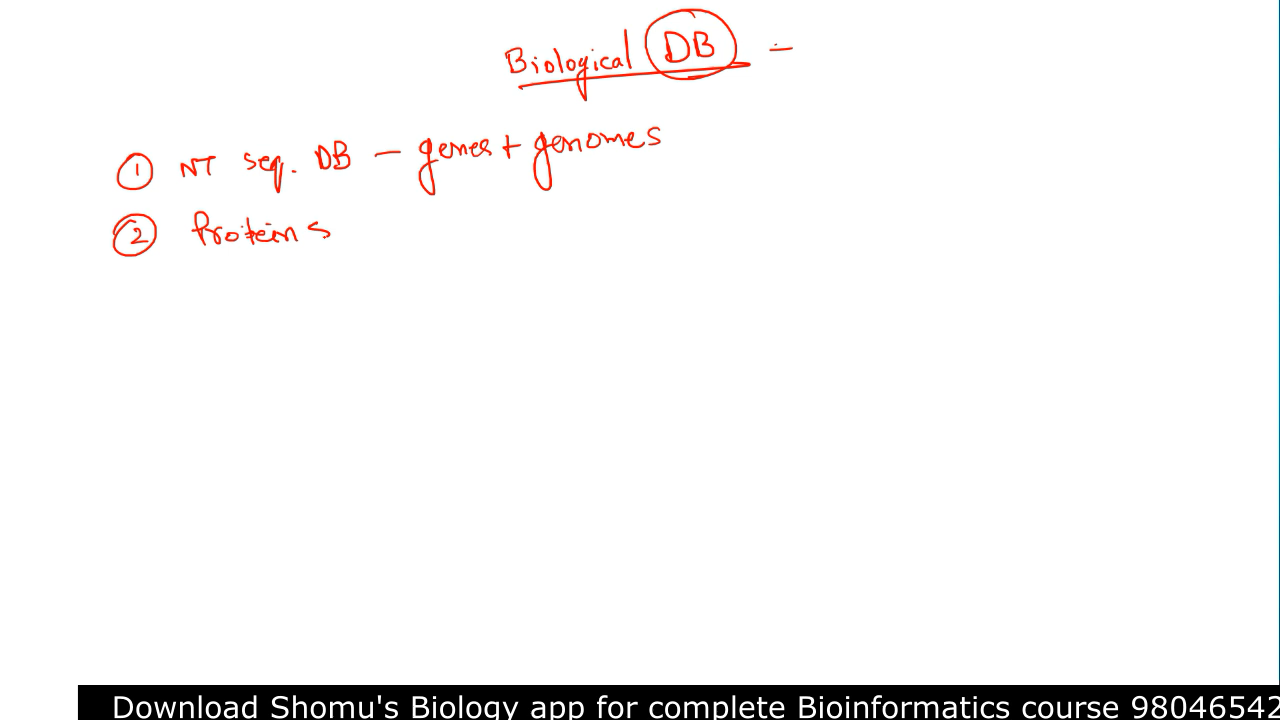 Biological DB -
① NT seq. DB - genes + genomes
② Proteins
Download Shomu's Biology app for complete Bioinformatics course 98046542